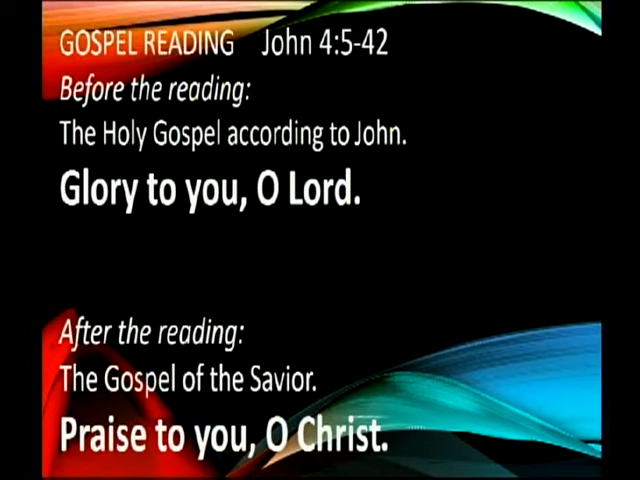 GOSPEL READING John 4:5-42
Before the reading:
The Holy Gospel according to John.
Glory to you, O Lord.
After the reading:
The Gospel of the Savior.
Praise to you, O Christ.